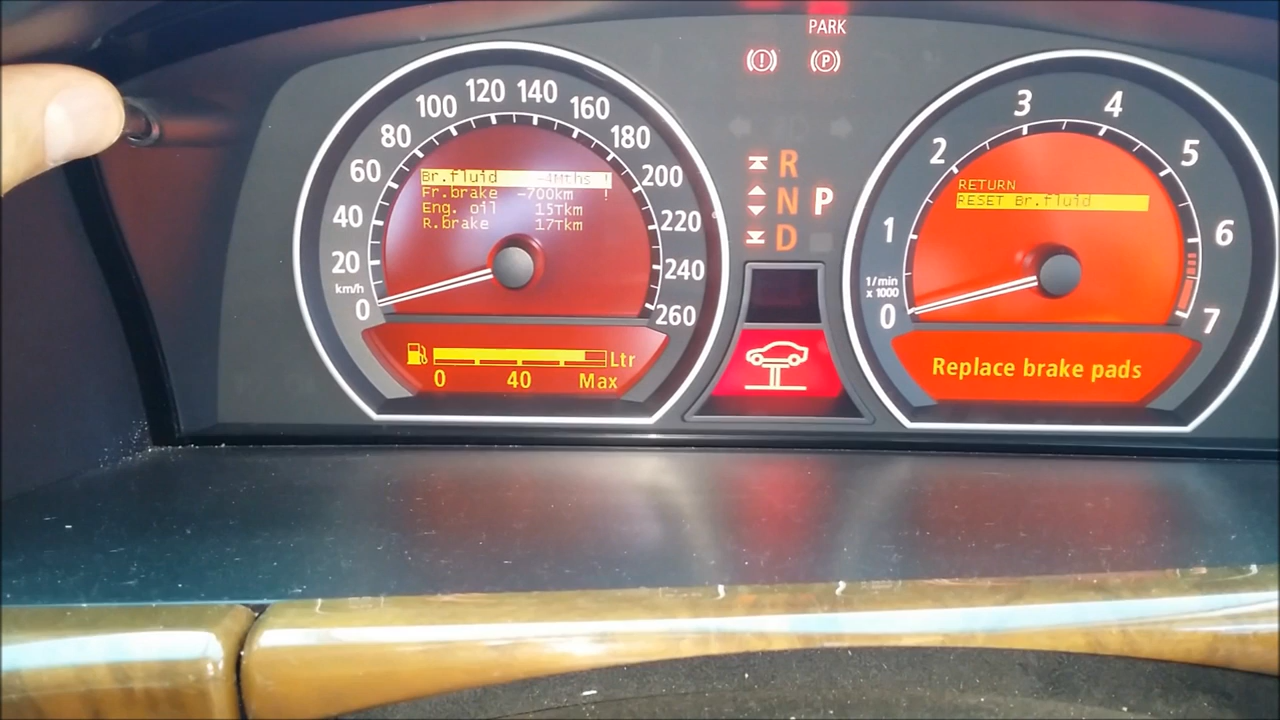 PARK
(!) (P)
0
20
40
60
80
100
120
140
160
180
200
220
240
260
km/h
Br.fluid -4Mths !
Fr.brake -700km !
Eng. oil 15Tkm
R.brake 17Tkm
Ltr
0 40 Max
R
N P
D
0
1
2
3
4
5
6
7
1/min
x 1000
RETURN
RESET Br.fluid
Replace brake pads